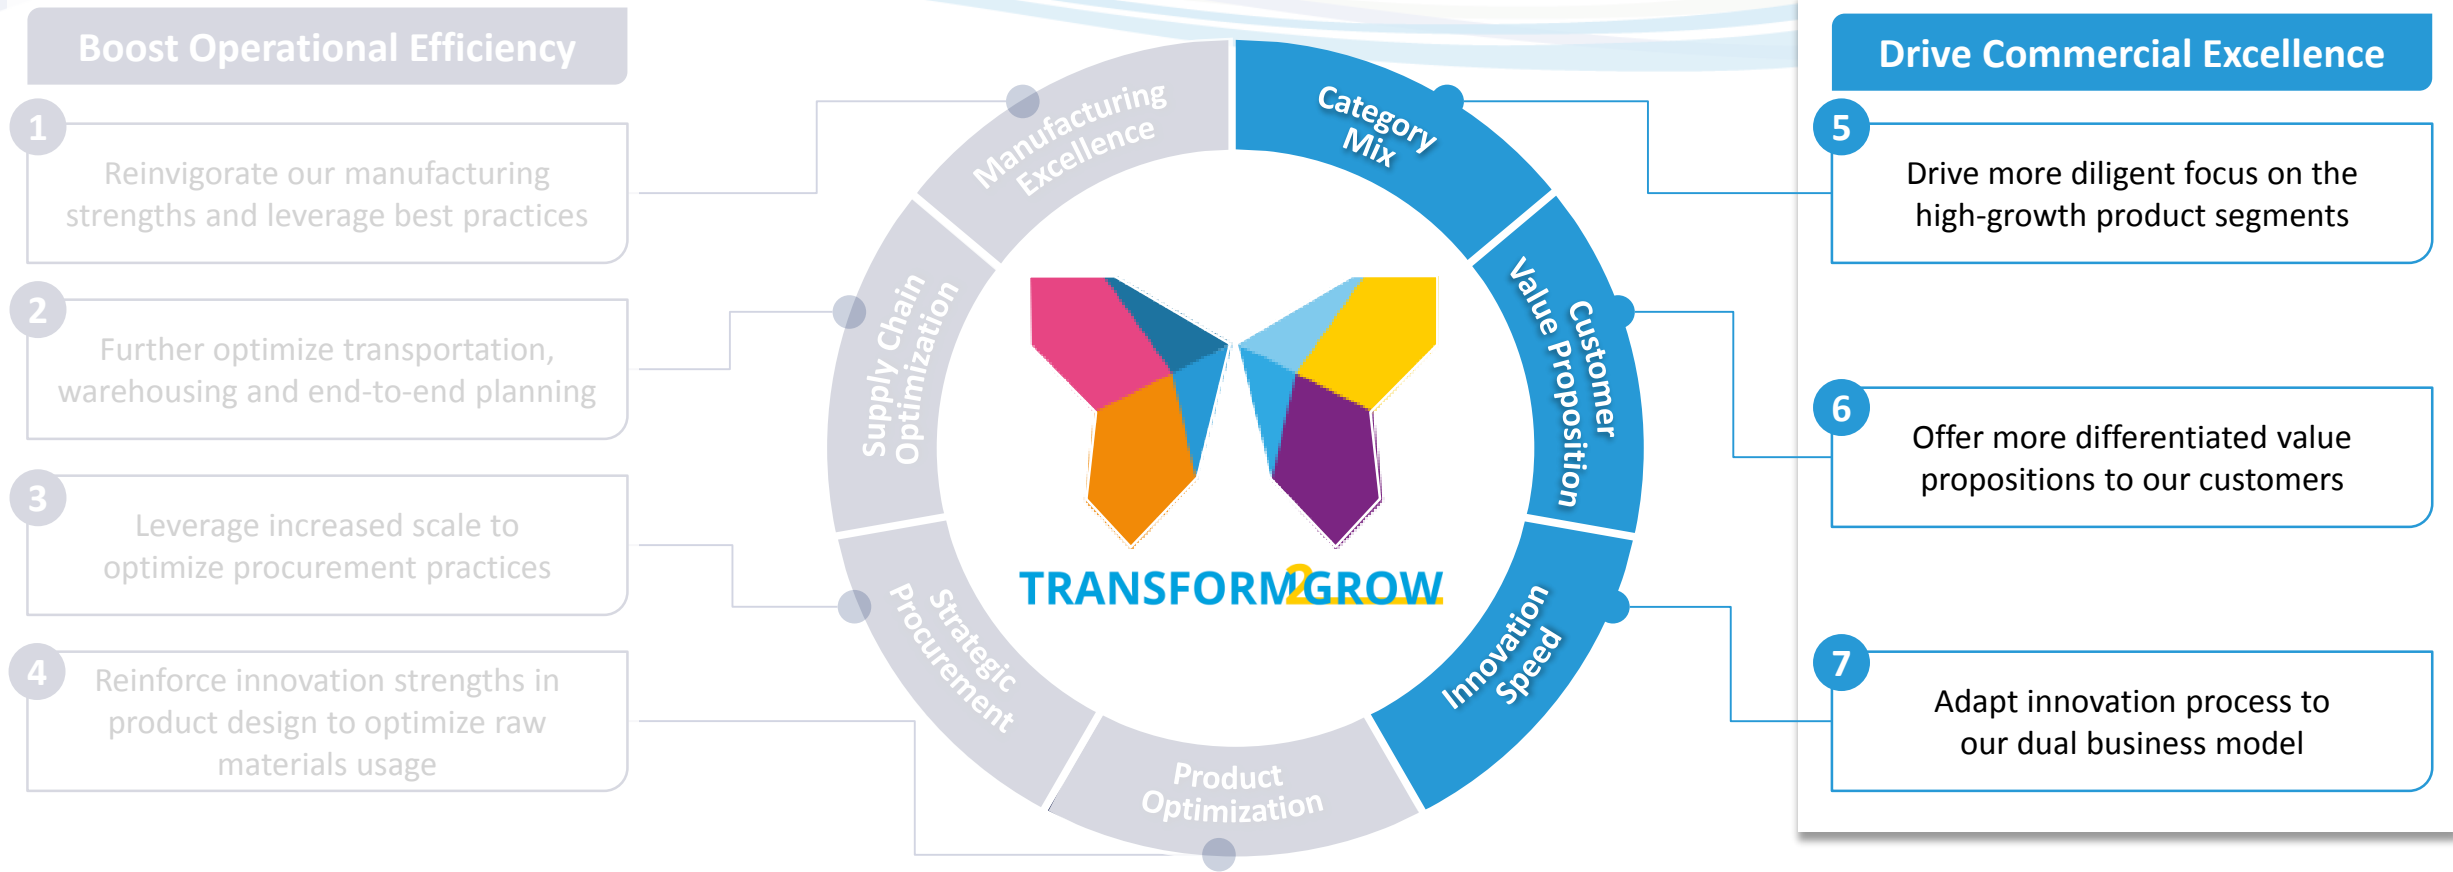 Boost Operational Efficiency
1
Reinvigorate our manufacturing
strengths and leverage best practices
2
Further optimize transportation,
warehousing and end-to-end planning
3
Leverage increased scale to
optimize procurement practices
4
Reinforce innovation strengths in
product design to optimize raw
materials usage
Manufacturing
Excellence
Supply Chain
Optimization
Strategic
Procurement
Product
Optimization
Category
Mix
Customer
Value Proposition
Innovation
Speed
TRANSFORM2GROW
Drive Commercial Excellence
5
Drive more diligent focus on the
high-growth product segments
6
Offer more differentiated value
propositions to our customers
7
Adapt innovation process to
our dual business model